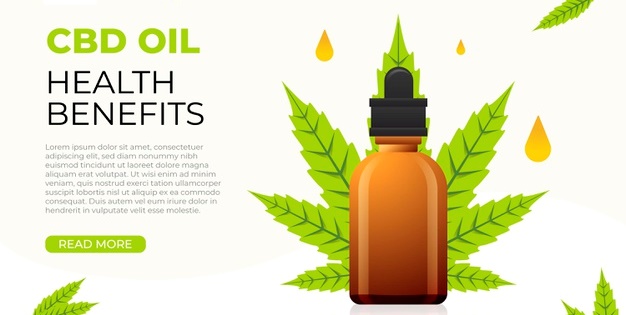 CBD OIL
HEALTH
BENEFITS
Lorem ipsum dolor sit amet,
consectetuer adipiscing elit, sed diam
nonummy nibh euismod tincidunt ut
laoreet dolore magna aliquam erat
volutpat. Ut wisi enim ad minim veniam,
quis nostrud exerci tation ullamcorper
suscipit lobortis nisl ut aliquip ex ea
commodo consequat. Duis autem vel eum
iriure dolor in hendrerit in vulputate molestie.
READ MORE